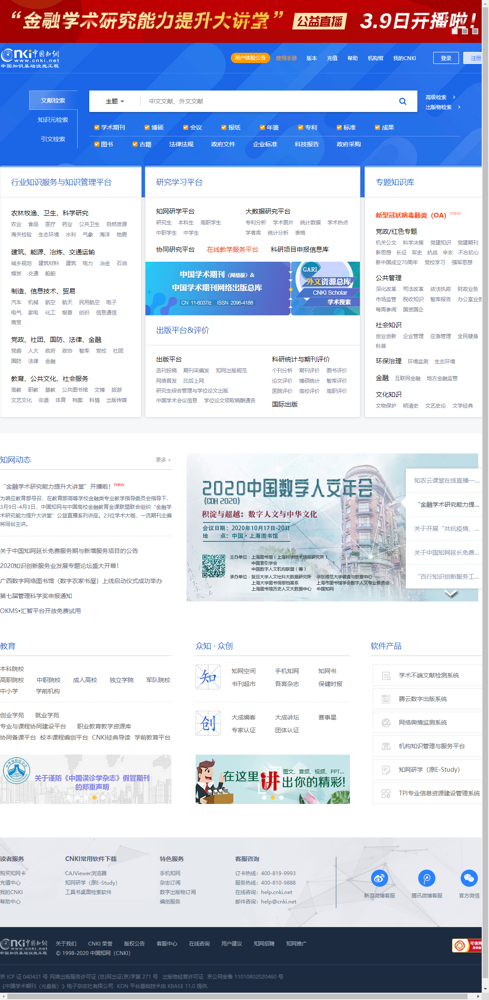 “金融学术研究能力提升大讲堂” 公益直播 3.9日开播啦！
cnki 中国知网
www.cnki.net
中国知识基础设施工程
用户体验公告 使用手册 版本 充值 帮助 机构馆 我的CNKI 登录 注册
文献检索
知识元检索
引文检索
主题 中文文献、外文文献
高级检索 >
出版物检索 >
学术期刊 博硕 会议 报纸 年鉴 专利 标准 成果
图书 古籍 法律法规 政府文件 企业标准 科技报告 政府采购
行业知识服务与知识管理平台
农林牧渔、卫生、科学研究
农业 食品 医疗 药业 公共卫生 自然资源
海关检验 生态环境 水利 气象 海洋 地震
建筑、能源、冶炼、交通运输
城乡规划 建筑材料 建筑 电力 冶金 石油
煤炭 交通 船舶
制造、信息技术、贸易
汽车 机械 航空 航天 民用航空 电子
电气 家电 化工 烟草 纺织 信息通信
商贸
党政、社团、国防、法律、金融
党委 人大 政府 政协 智库 党校 社团
国防 法律 金融
教育、公共文化、社会服务
高教 职教 基教 公共图书馆 文博 旅游
文艺文化 非遗 体育 档案 科情 出版传媒
研究学习平台
知网研学平台
研究生 本科生 高职学生
中职学生 中学生
大数据研究平台
专利分析 学术图片 统计数据 学术热点
学者库 统计分析 表格
协同研究平台 在线教学服务平台 科研项目申报信息库
中国学术期刊（网络版）&
中国学术期刊网络出版总库
CN 11-6037/z ISSN 2096-4188
GARI
外文资源总库
CNKI Scholar
学术搜索
出版平台&评价
出版平台
选刊投稿 期刊采编发 知网出版规范
网络首发 印后上网
研究生综合管理与学位论文出版
中国学术会议信息 学位论文领取稿酬通告
科研统计与期刊评价
个刊分析 期刊评价 图书评价
论文评价 博硕统计 智库评价
医院评价 高校评价 高职评价
国际出版
专题知识库
新型冠状病毒肺炎（OA） new
党政/红色专题
机关公文 科学决策 党建知识 党建期刊
新思想 长征 军史 抗战 辛亥 不忘初心
新中国成立70周年 党校学习 强军思想
公共管理
深化改革 司法改革 依法执政 财政业务
市场监管 税收知识 智库报告 办公室业务
每周参阅 国资国企
社会知识
创业创新 企业管理 应急管理 全民健身
科普
环保治理 环境监测 生态环境
金融 互联网金融 地方金融监管
文化知识
文物保护 明清史 文艺史论 文学经典
知网动态 更多 >
“金融学术研究能力提升大讲堂”开播啦！ new
为响应教育部号召，在教育部高等学校金融类专业教学指导委员会指导下，
3月9日-4月3日，中国知网与中国高校金融教育金课联盟联合组织“金融学
术研究能力提升大讲堂”公益直播系列讲座。23位学术大咖、一流期刊主编
将同台主讲。
关于中国知网延长免费服务期与新增服务项目的公告
2020知识创新服务业发展专题论坛盛大开幕！
广西数字网络图书馆（数字农家书屋）上线启动仪式成功举办
第七届管理科学奖申报通知
OKMS•汇智平台开放免费试用
2020中国数字人文年会
(CDH 2020)
积淀与超越：数字人文与中华文化
会议日期：2020年10月17日-20日
地 点：中国·上海图书馆
主办单位：上海图书馆（上海科学技术情报研究所）
中国索引学会
中国数字人文机构联盟（筹）
承办单位：复旦大学人文社科大数据研究所 华东师范大学调查与数据中心
上海大学图书情报档案系 上海市图书馆学会数字人文专业委员会
上海图书馆历史人文大数据中心 中国知网
知农云课堂在线直播—...
“金融学术研究能力提...
关于开展“共抗疫情、...
关于中国知网延长免费...
“百行知识创新服务工...
教育
本科院校
高职院校 中职院校 成人高校 独立学院 军队院校
中小学 学前机构
创业学苑 就业学苑
专业与课程协同建设平台 职业教育教学资源库
协同备课平台 校本课程编创平台 CNKI经典导读 学前教育平台
关于谨防《中国误诊学杂志》假冒期刊
的郑重声明
众知 · 众创
知
知网空间 手机知网 知网书
书刊超市 吾喜杂志 保健时报
创
大成编客 大成讲坛 赛事星
专家认证 团体认证
图文、音频、视频、PPT...
在这里讲出你的精彩!
软件产品
学术不端文献检测系统
腾云数字出版系统
网络舆情监测系统
机构知识管理与服务平台
知网研学（原E-Study）
TPI专业信息资源建设管理系统
读者服务
购买知网卡
充值中心
我的CNKI
帮助中心
CNKI常用软件下载
CAJViewer浏览器
知网研学（原E-Study）
工具书桌面检索软件
特色服务
手机知网
杂志订阅
数字出版物订阅
编创服务
客服咨询
订卡热线：400-819-9993
服务热线：400-810-9888
在线咨询：help.cnki.net
邮件咨询：help@cnki.net
新浪微博客服 腾讯微博客服 官方微信
cnki 中国知网
www.cnki.net
中国知识基础设施工程
关于我们 CNKI 荣誉 版权公告 客服中心 在线咨询 用户建议 知网招聘 知网推广
© 1998-2020 中国知网（CNKI）
可信网
身份验
京 ICP 证 040431 号 网络出版服务许可证 (总)网出证(京)字第 271 号 出版物经营许可证 京公网安备 11010802020460 号
《中国学术期刊（光盘版）》电子杂志社有限公司 KDN 平台基础技术由 KBASE 11.0 提供.